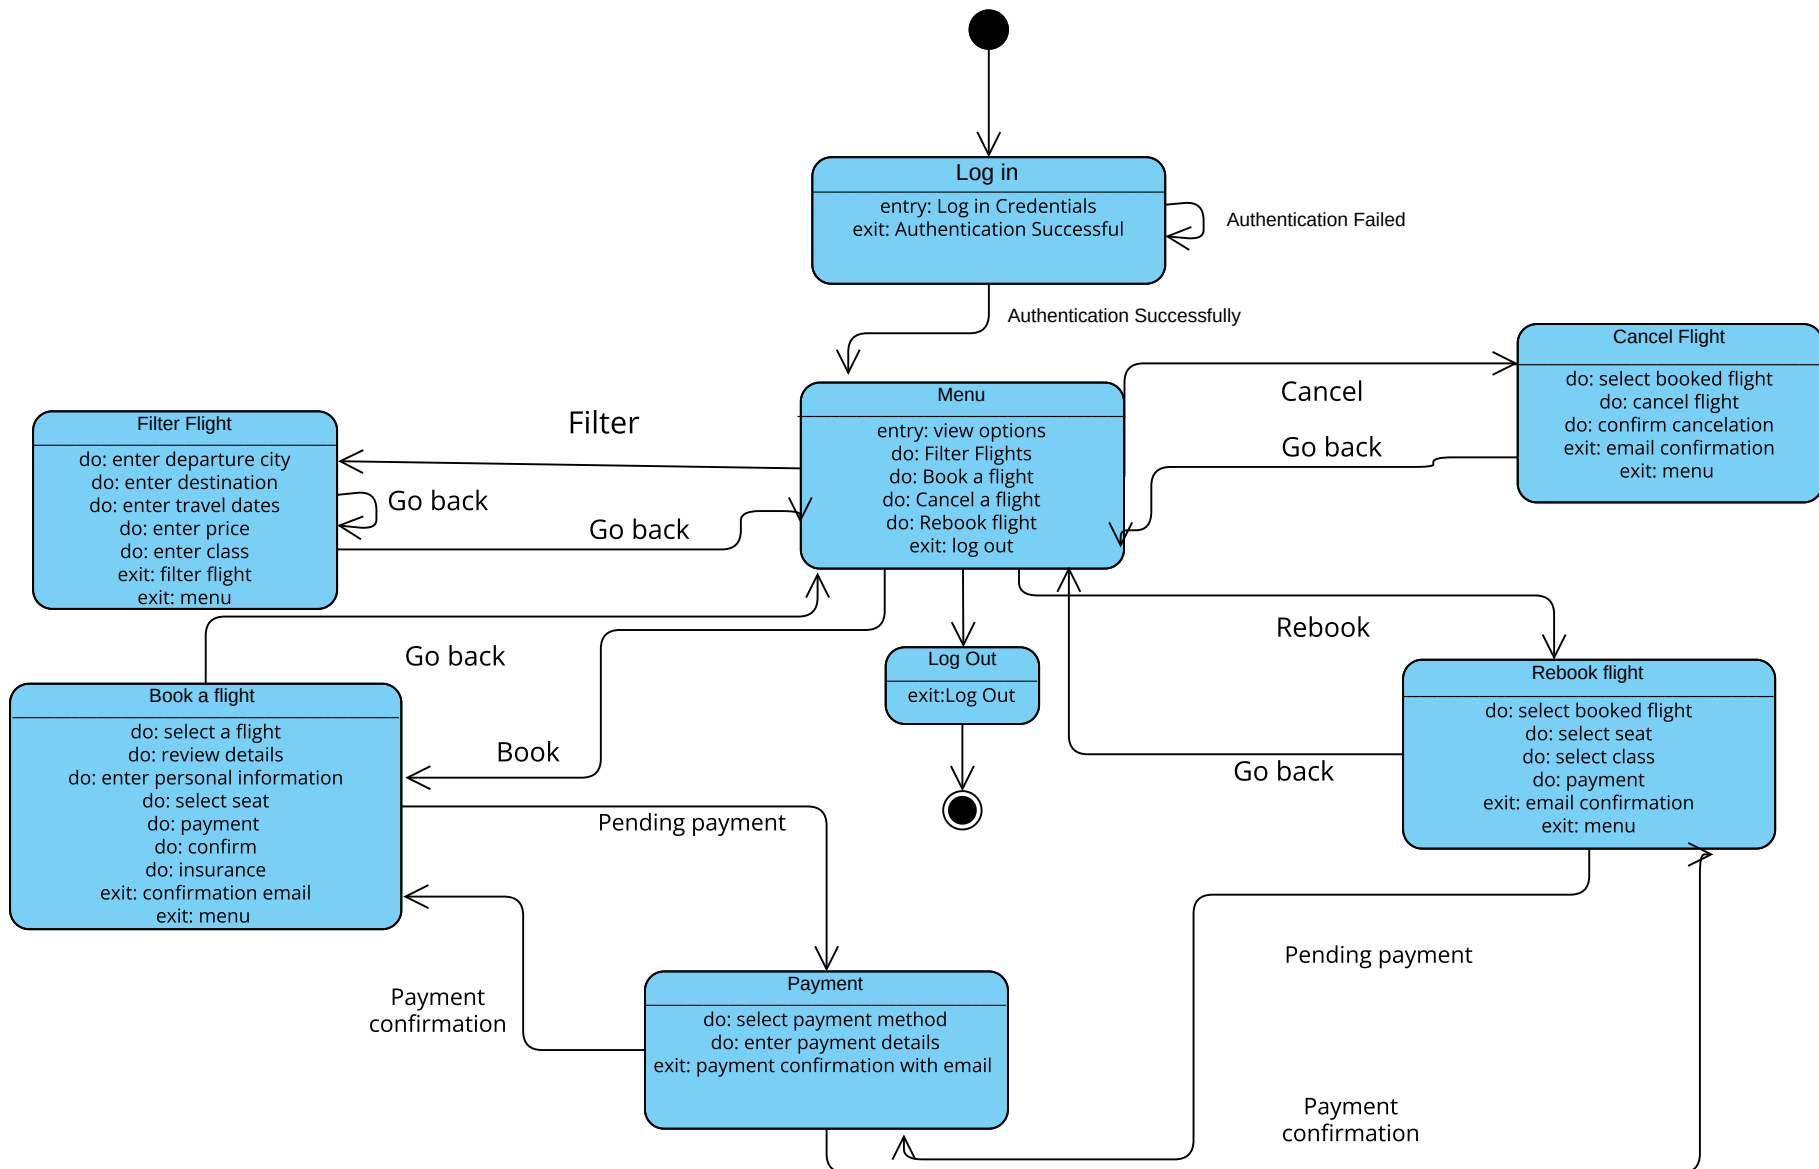 Log in
entry: Log in Credentials
exit: Authentication Successful
Authentication Failed
Authentication Successfully
Cancel Flight
do: select booked flight
do: cancel flight
do: confirm cancelation
exit: email confirmation
exit: menu
Cancel
Go back
Menu
entry: view options
do: Filter Flights
do: Book a flight
do: Cancel a flight
do: Rebook flight
exit: log out
Filter
Filter Flight
do: enter departure city
do: enter destination
do: enter travel dates
do: enter price
do: enter class
exit: filter flight
exit: menu
Go back
Go back
Go back
Rebook
Log Out
exit:Log Out
Rebook flight
do: select booked flight
do: select seat
do: select class
do: payment
exit: email confirmation
exit: menu
Book a flight
do: select a flight
do: review details
do: enter personal information
do: select seat
do: payment
do: confirm
do: insurance
exit: confirmation email
exit: menu
Book
Go back
Pending payment
Pending payment
Payment
do: select payment method
do: enter payment details
exit: payment confirmation with email
Payment
confirmation
Payment
confirmation